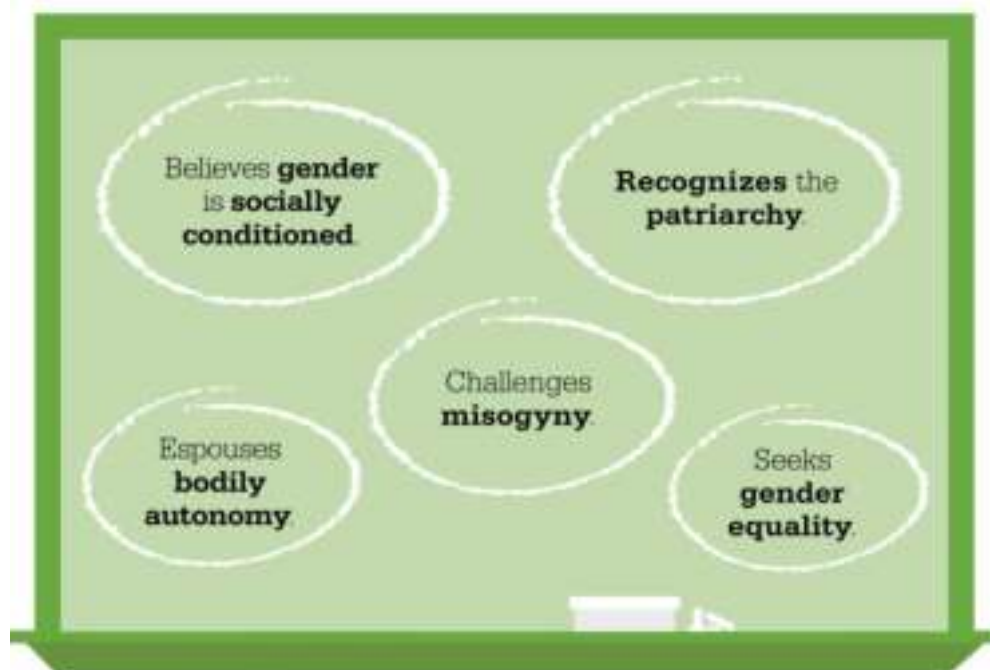 Believes gender
is socially
conditioned.
Recognizes the
patriarchy.
Challenges
misogyny.
Espouses
bodily
autonomy
Seeks
gender
equality.